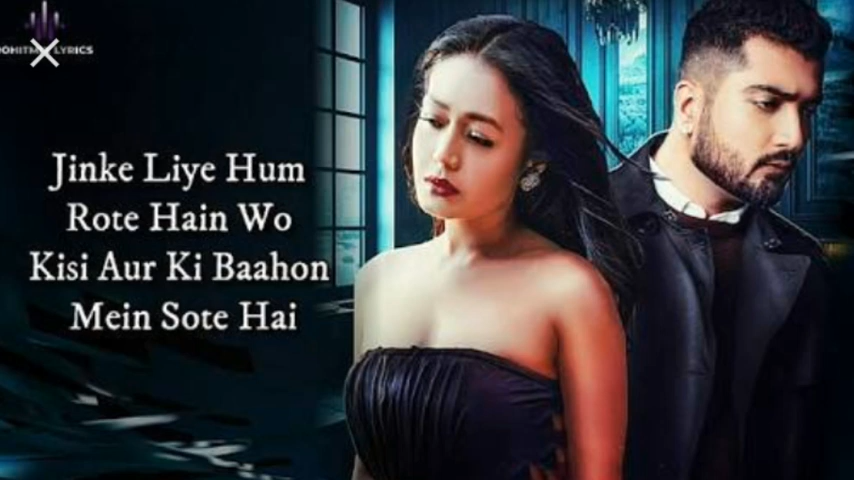 LYRICS
Jinke Liye Hum
Rote Hain Wo
Kisi Aur Ki Baahon
Mein Sote Hai